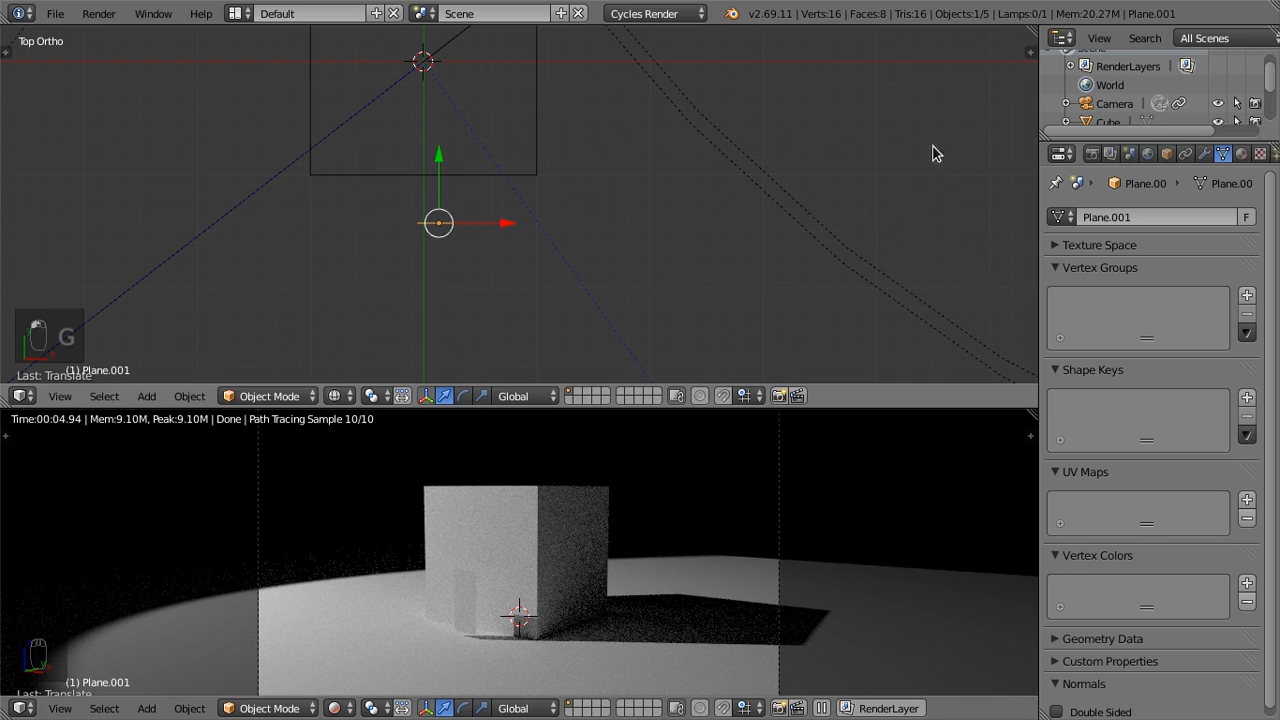 File Render Window Help Default Scene Cycles Render v2.69.11 | Verts:16 | Faces:8 | Tris:16 | Objects:1/5 | Lamps:0/1 | Mem:20.27M | Plane.001
View Search All Scenes
Top Ortho
RenderLayers
World
Camera
Cube
Plane.00 Plane.00
Plane.001 F
Texture Space
Vertex Groups
G
Last: Translate
(1) Plane.001
View Select Add Object Object Mode Global
Shape Keys
Time:00:04.94 | Mem:9.10M, Peak:9.10M | Done | Path Tracing Sample 10/10
UV Maps
Vertex Colors
Geometry Data
Custom Properties
Normals
Double Sided
(1) Plane.001
Last: Translate
View Select Add Object Object Mode Global RenderLayer